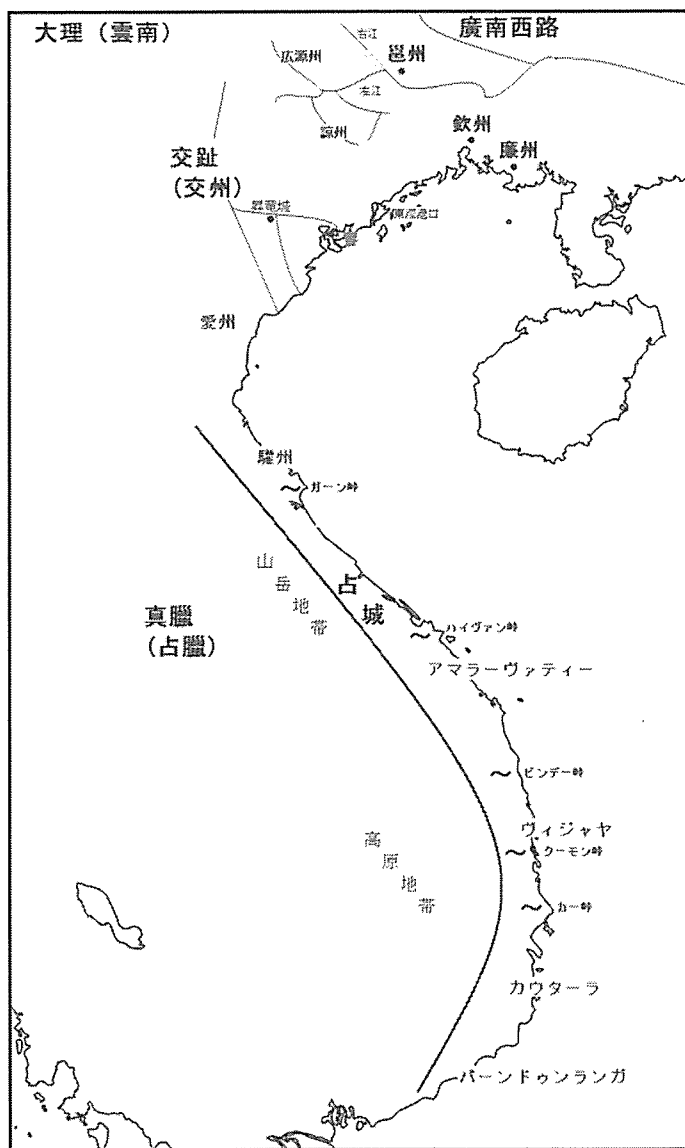 大理（雲南）
廣南西路
右江
広源州
邕州
諒州
欽州
廉州
交趾
（交州）
昇竜城
愛州
驩州
ガーン峠
山岳地帯
占城
真臘
（占臘）
ハイヴァン峠
アマラーヴァティー
ビンデー峠
ヴィジャヤ
クーモン峠
高原地帯
カー峠
カウターラ
パーンドゥンランガ